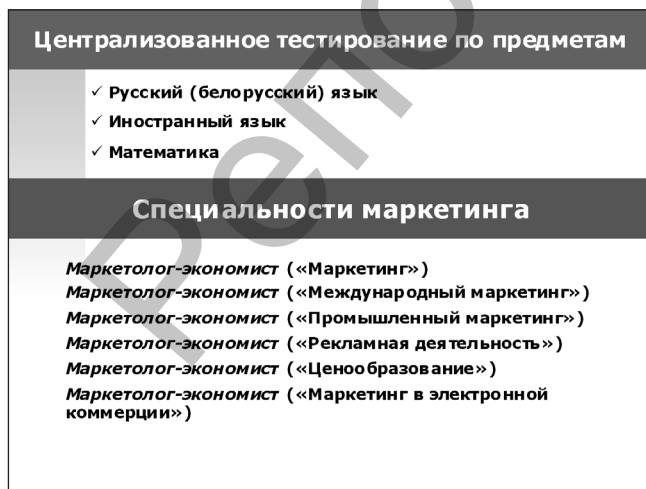 Централизованное тестирование по предметам
✓ Русский (белорусский) язык
✓ Иностранный язык
✓ Математика
Специальности маркетинга
Маркетолог-экономист («Маркетинг»)
Маркетолог-экономист («Международный маркетинг»)
Маркетолог-экономист («Промышленный маркетинг»)
Маркетолог-экономист («Рекламная деятельность»)
Маркетолог-экономист («Ценообразование»)
Маркетолог-экономист («Маркетинг в электронной
коммерции»)